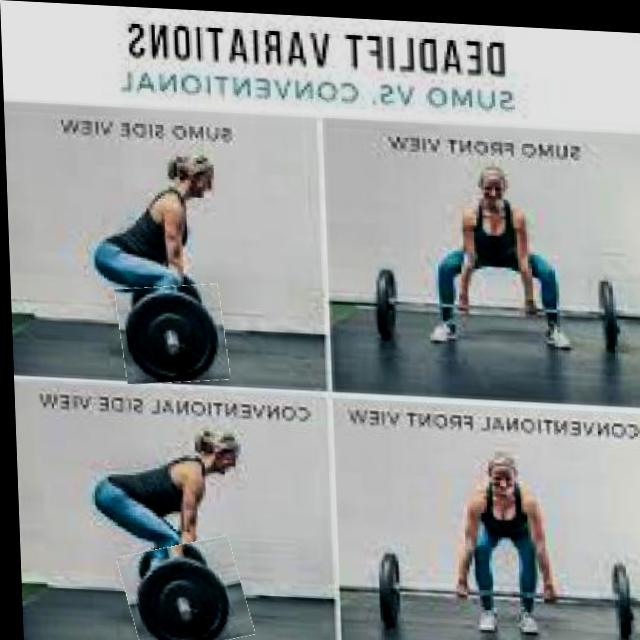 DEADLIFT VARIATIONS
SUMO VS. CONVENTIONAL
SUMO FRONT VIEW
SUMO SIDE VIEW
CONVENTIONAL FRONT VIEW
CONVENTIONAL SIDE VIEW